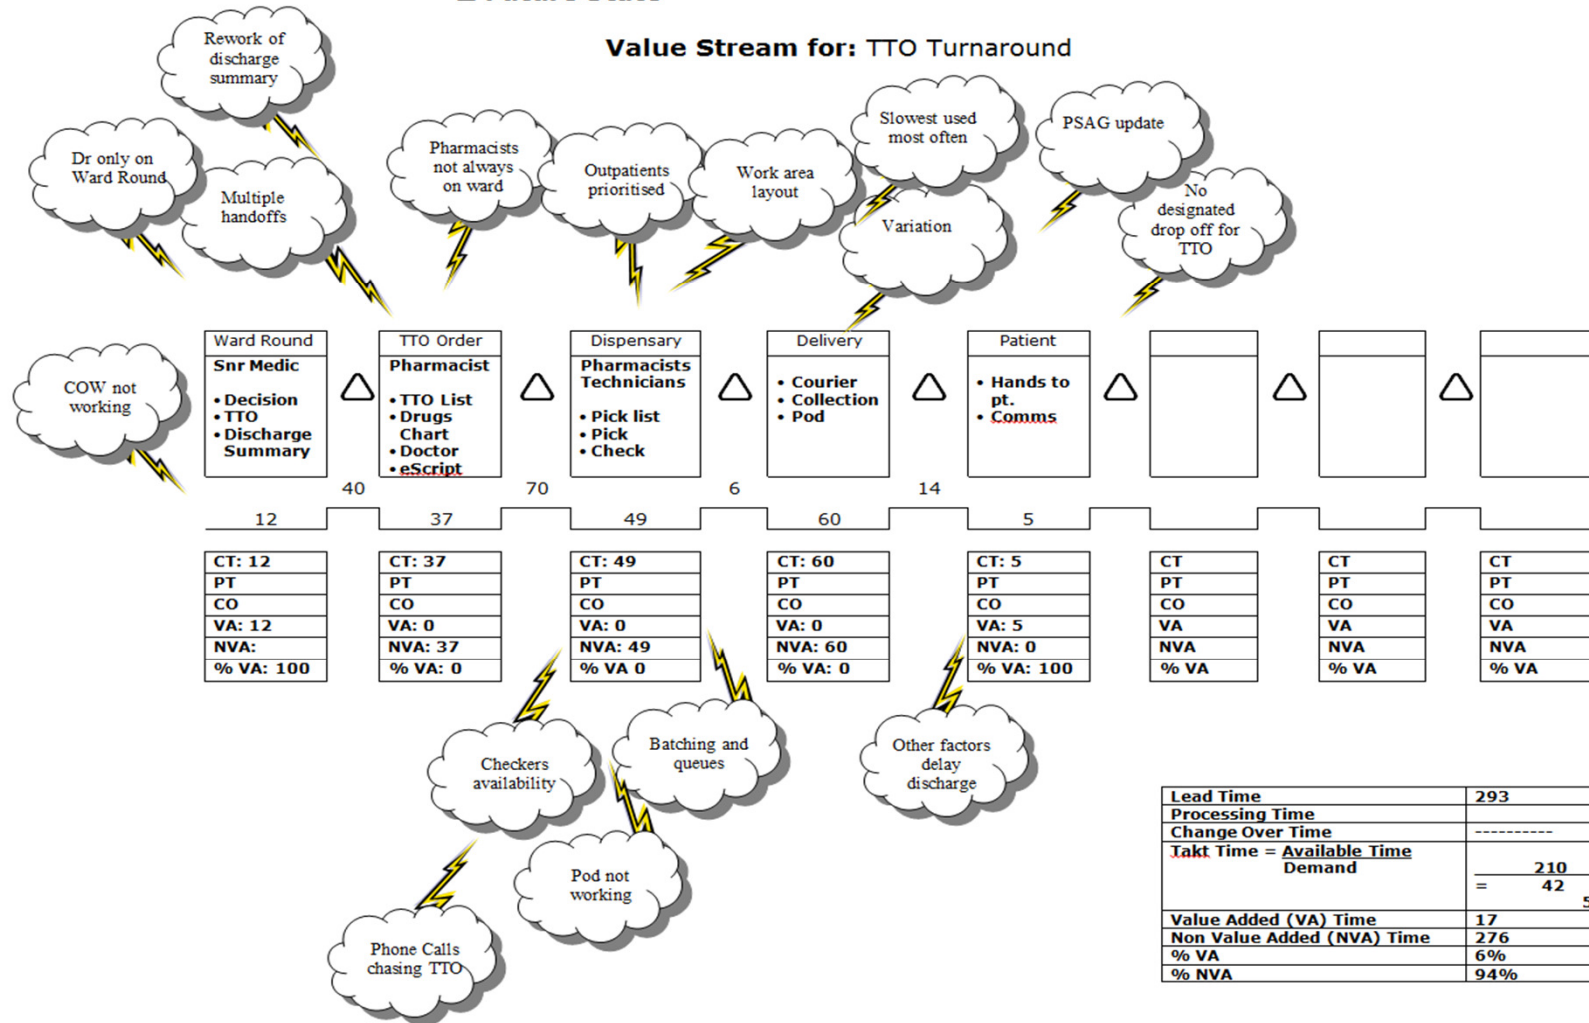 Value Stream for: TTO Turnaround
Rework of
discharge
summary
Dr only on
Ward Round
Multiple
handoffs
Pharmacists
not always
on ward
Outpatients
prioritised
Work area
layout
Slowest used
most often
Variation
PSAG update
No
designated
drop off for
TTO
COW not
working
Ward Round
Snr Medic
• Decision
• TTO
• Discharge
Summary
TTO Order
Pharmacist
• TTO List
• Drugs
Chart
• Doctor
• eScript
Dispensary
Pharmacists
Technicians
• Pick list
• Pick
• Check
Delivery
• Courier
• Collection
• Pod
Patient
• Hands to
pt.
• Comms
40
70
6
14
12
37
49
60
5
CT: 12
PT
CO
VA: 12
NVA:
% VA: 100
CT: 37
PT
CO
VA: 0
NVA: 37
% VA: 0
CT: 49
PT
CO
VA: 0
NVA: 49
% VA 0
CT: 60
PT
CO
VA: 0
NVA: 60
% VA: 0
CT: 5
PT
CO
VA: 5
NVA: 0
% VA: 100
CT
PT
CO
VA
NVA
% VA
CT
PT
CO
VA
NVA
% VA
CT
PT
CO
VA
NVA
% VA
Checkers
availability
Batching and
queues
Other factors
delay
discharge
Pod not
working
Phone Calls
chasing TTO
Lead Time 293
Processing Time
Change Over Time ----------
Takt Time = Available Time
Demand
210
= 42
5
Value Added (VA) Time 17
Non Value Added (NVA) Time 276
% VA 6%
% NVA 94%